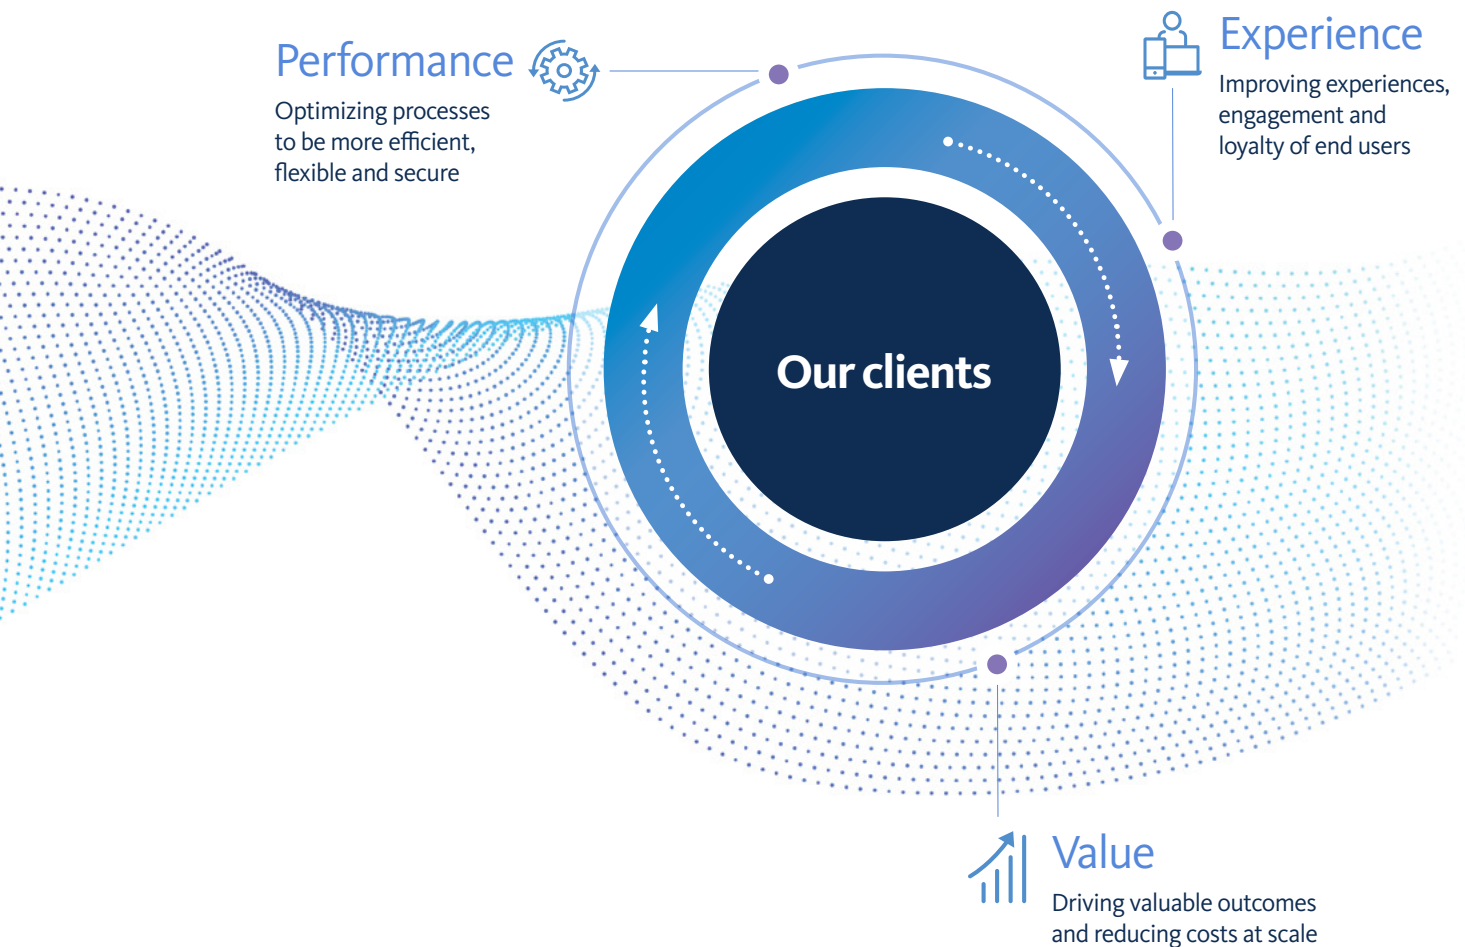 Performance
Optimizing processes
to be more efficient,
flexible and secure
Experience
Improving experiences,
engagement and
loyalty of end users
Our clients
Value
Driving valuable outcomes
and reducing costs at scale